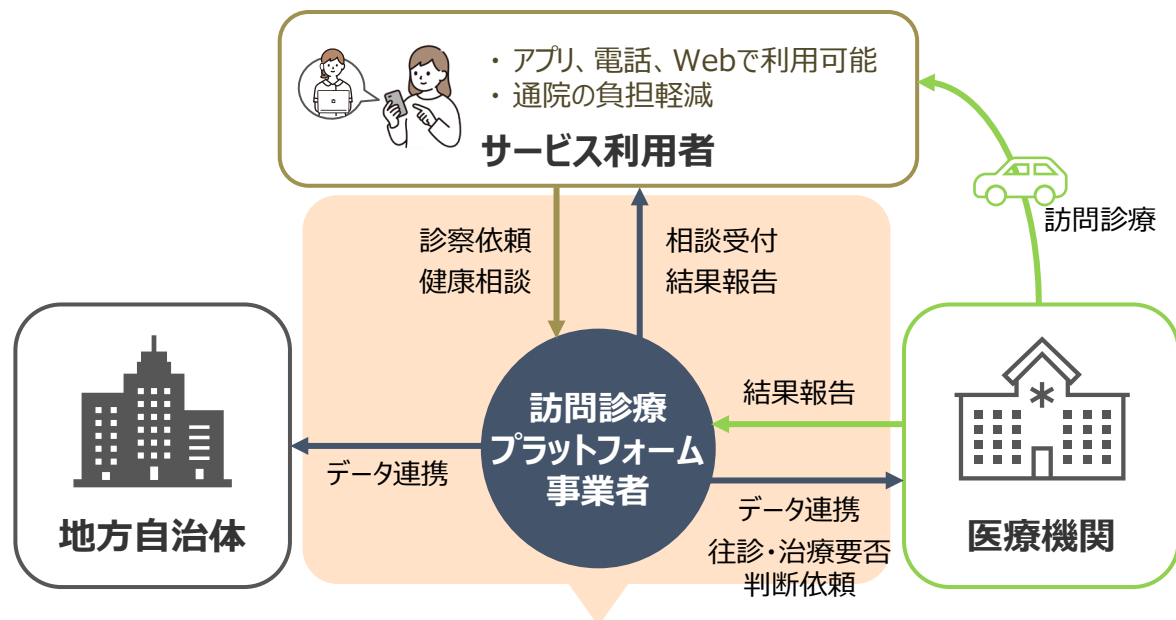 ・アプリ、電話、Webで利用可能
・通院の負担軽減
サービス利用者
訪問診療
診察依頼
健康相談
相談受付
結果報告
地方自治体
データ連携
訪問診療
プラットフォーム
事業者
結果報告
データ連携
往診・治療要否
判断依頼
医療機関